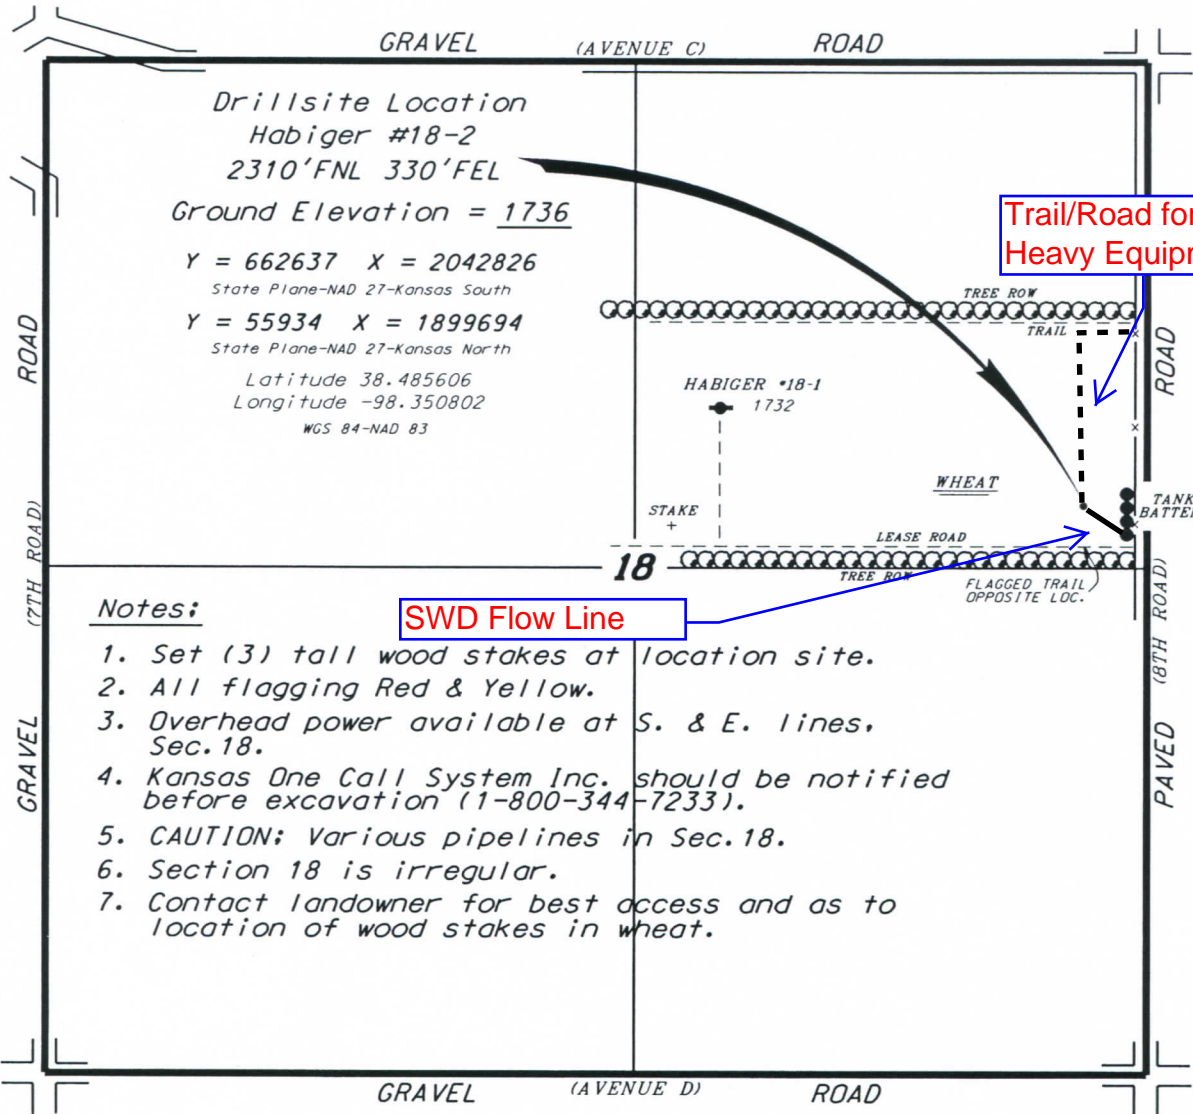 GRAVEL (AVENUE C) ROAD
Drillsite Location
Habiger #18-2
2310'FNL 330'FEL
Ground Elevation = 1736
Y = 662637 X = 2042826
State Plane-NAD 27-Kansas South
Y = 55934 X = 1899694
State Plane-NAD 27-Kansas North
Latitude 38.485606
Longitude -98.350802
WGS 84-NAD 83
Trail/Road for
Heavy Equipm
TREE ROW
TRAIL
HABIGER #18-1
1732
WHEAT
STAKE
TANK
BATTE
LEASE ROAD
18
TREE ROW
FLAGGED TRAIL
OPPOSITE LOC.
SWD Flow Line
GRAVEL (7TH ROAD) ROAD
PAVED (8TH ROAD) ROAD
Notes:
1. Set (3) tall wood stakes at location site.
2. All flagging Red & Yellow.
3. Overhead power available at S. & E. lines,
Sec.18.
4. Kansas One Call System Inc. should be notified
before excavation (1-800-344-7233).
5. CAUTION: Various pipelines in Sec.18.
6. Section 18 is irregular.
7. Contact landowner for best access and as to
location of wood stakes in wheat.
GRAVEL (AVENUE D) ROAD